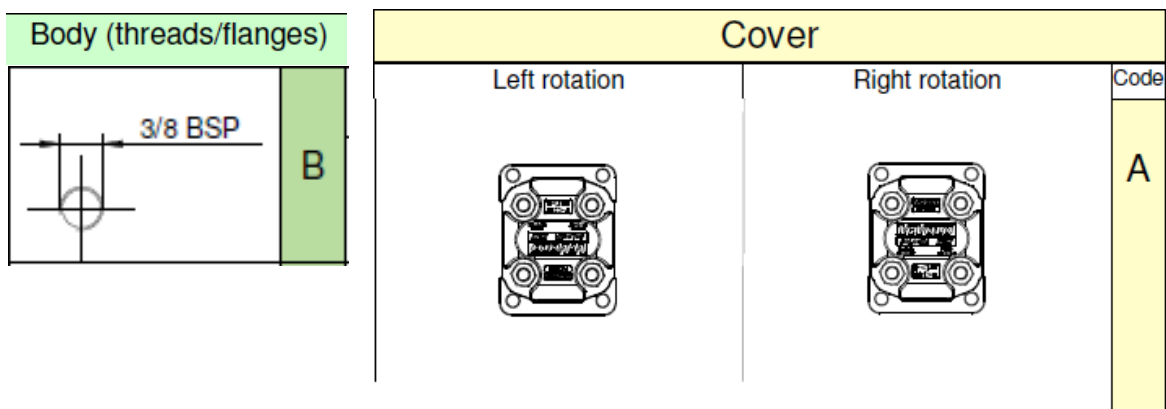 Body (threads/flanges)
3/8 BSP
B
Cover
Left rotation
Right rotation
Code
A